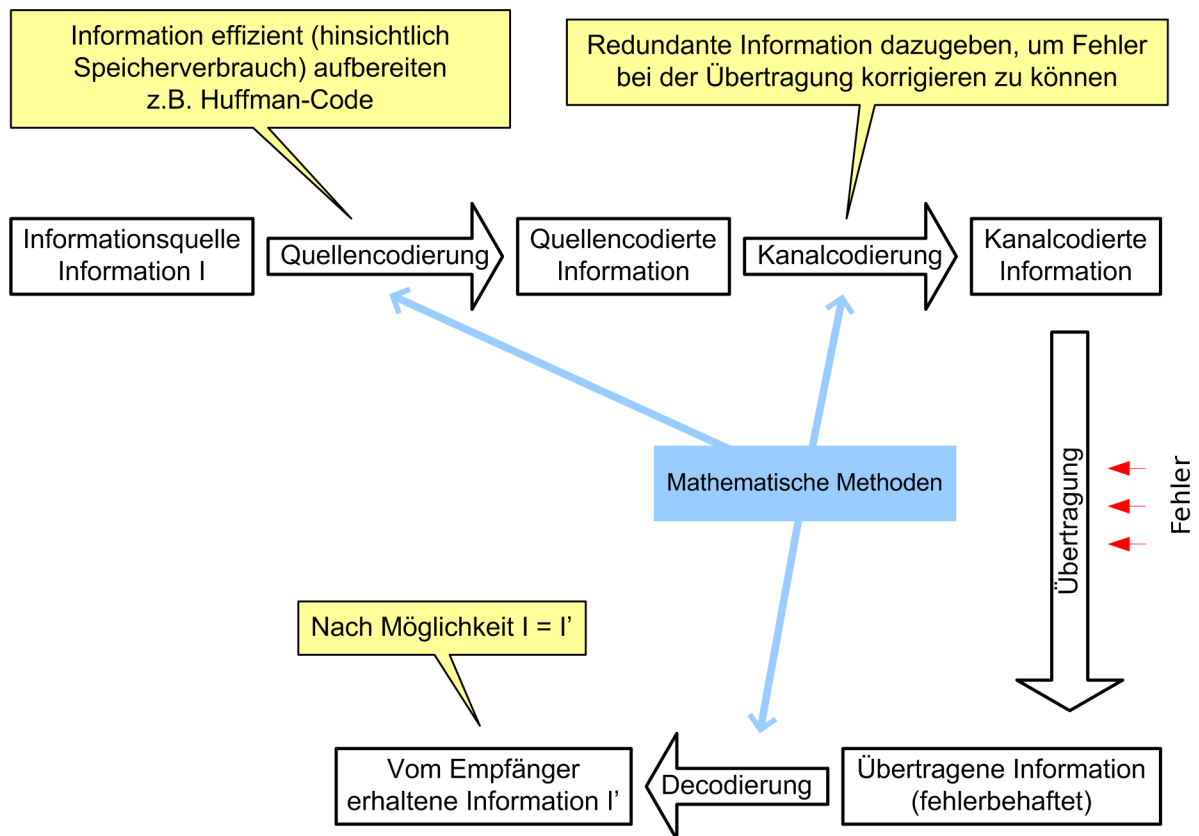 Information effizient (hinsichtlich
Speicherverbrauch) aufbereiten
z.B. Huffman-Code
Redundante Information dazugeben, um Fehler
bei der Übertragung korrigieren zu können
Informationsquelle
Information I
Quellencodierung
Quellencodierte
Information
Kanalcodierung
Kanalcodierte
Information
Mathematische Methoden
Übertragung
Fehler
Nach Möglichkeit I = I’
Vom Empfänger
erhaltene Information I’
Decodierung
Übertragene Information
(fehlerbehaftet)